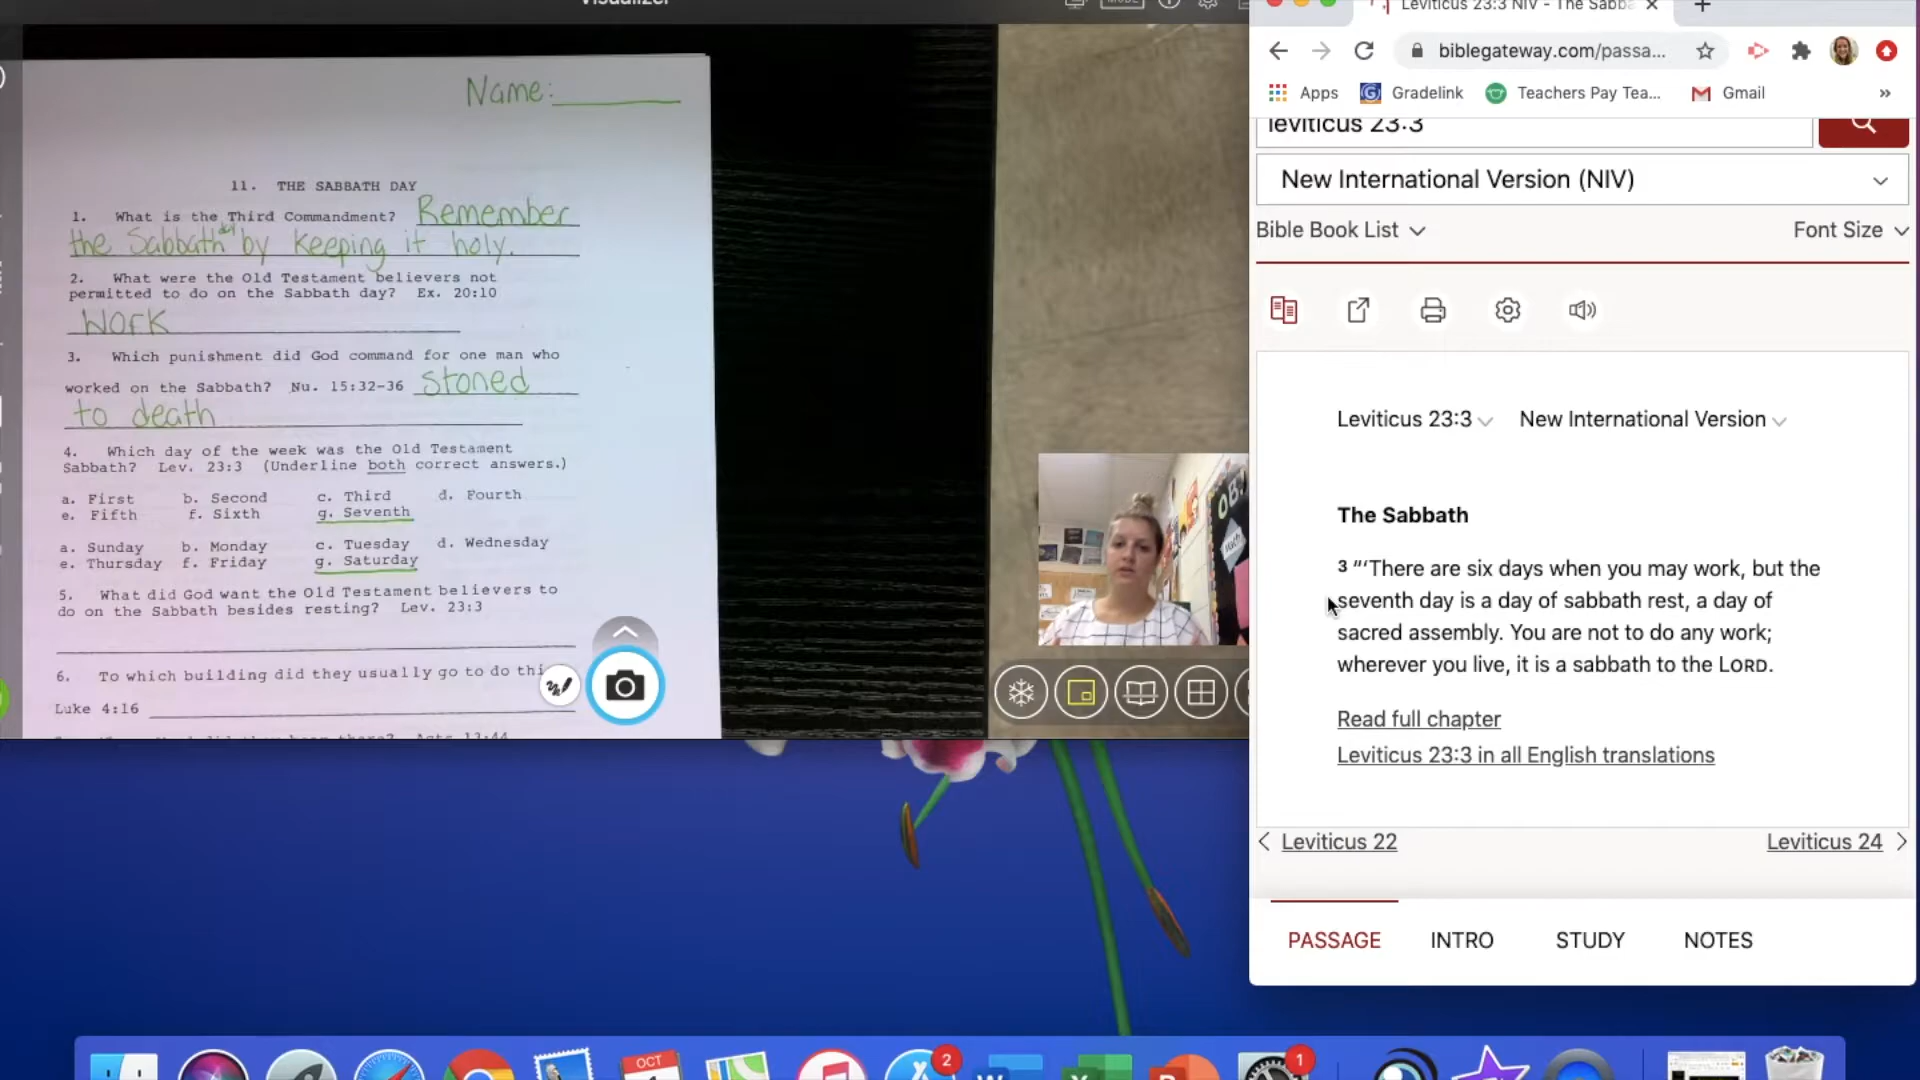 Visualizer
Name:
11. THE SABBATH DAY
1. What is the Third Commandment? Remember
the Sabbath day by keeping it holy.
2. What were the Old Testament believers not
permitted to do on the Sabbath day? Ex. 20:10
Work
3. Which punishment did God command for one man who
worked on the Sabbath? Nu. 15:32-36 stoned
to death
4. Which day of the week was the Old Testament
Sabbath? Lev. 23:3 (Underline both correct answers.)
a. First b. Second c. Third d. Fourth
e. Fifth f. Sixth g. Seventh
a. Sunday b. Monday c. Tuesday d. Wednesday
e. Thursday f. Friday g. Saturday
5. What did God want the Old Testament believers to
do on the Sabbath besides resting? Lev. 23:3
6. To which building did they usually go to do thi
Luke 4:16
Acts 13:44
MODE
Math
Leviticus 23:3 NIV - The Sabba
biblegateway.com/passa...
Apps Gradelink Teachers Pay Tea... Gmail »
leviticus 23:3
New International Version (NIV)
Bible Book List Font Size
Leviticus 23:3 New International Version
The Sabbath
3 “‘There are six days when you may work, but the
seventh day is a day of sabbath rest, a day of
sacred assembly. You are not to do any work;
wherever you live, it is a sabbath to the LORD.
Read full chapter
Leviticus 23:3 in all English translations
Leviticus 22 Leviticus 24
PASSAGE INTRO STUDY NOTES
OCT
2
1